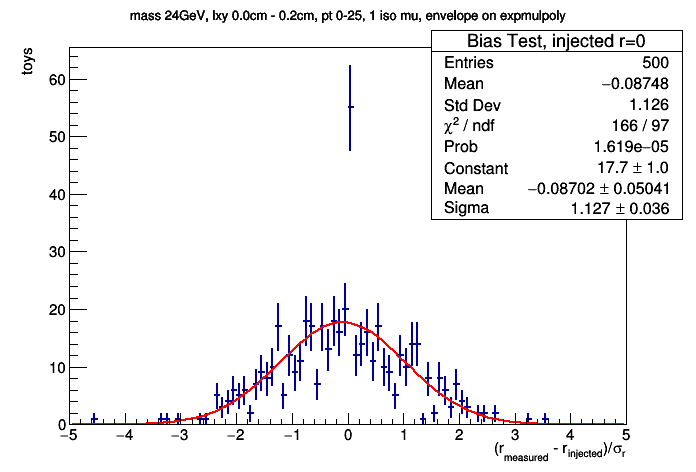 mass 24GeV, lxy 0.0cm - 0.2cm, pt 0-25, 1 iso mu, envelope on expmulpoly
Bias Test, injected r=0
Entries 500
Mean −0.08748
Std Dev 1.126
χ² / ndf 166 / 97
Prob 1.619e−05
Constant 17.7 ± 1.0
Mean −0.08702 ± 0.05041
Sigma 1.127 ± 0.036
toys
60
50
40
30
20
10
0
−5 −4 −3 −2 −1 0 1 2 3 4 5
(r_measured - r_injected)/σ_r